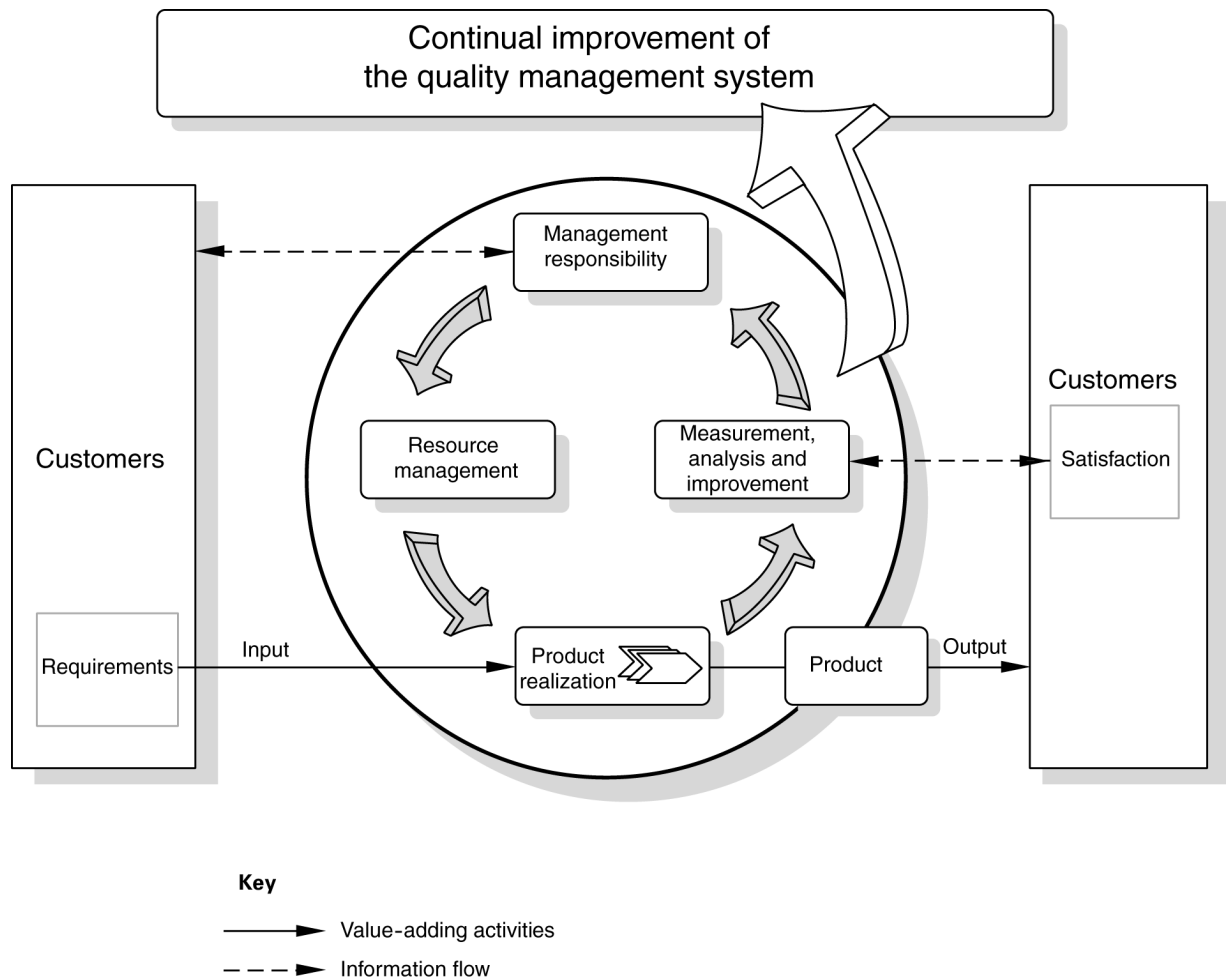 Continual improvement of
the quality management system
Management
responsibility
Customers
Resource
management
Measurement,
analysis and
improvement
Customers
Satisfaction
Requirements
Input
Product
realization
Product
Output
Key
Value-adding activities
Information flow